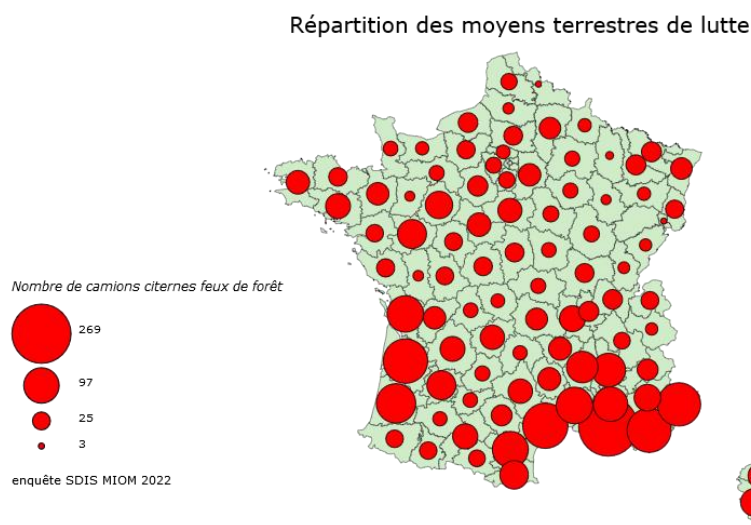 Répartition des moyens terrestres de lutte
Nombre de camions citernes feux de forêt
269
97
25
3
enquête SDIS MIOM 2022